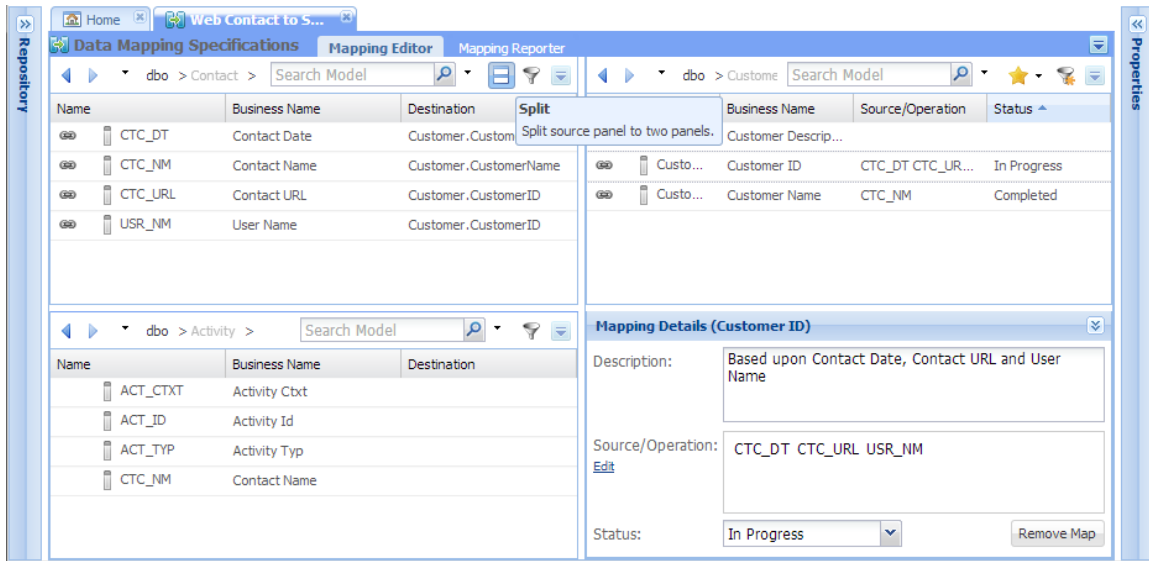 Home
Web Contact to S...
Repository
Properties
Data Mapping Specifications
Mapping Editor
Mapping Reporter
dbo > Contact >
Search Model
Name
Business Name
Destination
CTC_DT
Contact Date
Customer.Custom
CTC_NM
Contact Name
Customer.CustomerName
CTC_URL
Contact URL
Customer.CustomerID
USR_NM
User Name
Customer.CustomerID
Split
Split source panel to two panels.
dbo > Custome
Search Model
Business Name
Source/Operation
Status
Customer Descrip...
Custo...
Customer ID
CTC_DT CTC_UR...
In Progress
Custo...
Customer Name
CTC_NM
Completed
dbo > Activity >
Search Model
Name
Business Name
Destination
ACT_CTXT
Activity Ctxt
ACT_ID
Activity Id
ACT_TYP
Activity Typ
CTC_NM
Contact Name
Mapping Details (Customer ID)
Description:
Based upon Contact Date, Contact URL and User
Name
Source/Operation:
Edit
CTC_DT CTC_URL USR_NM
Status:
In Progress
Remove Map